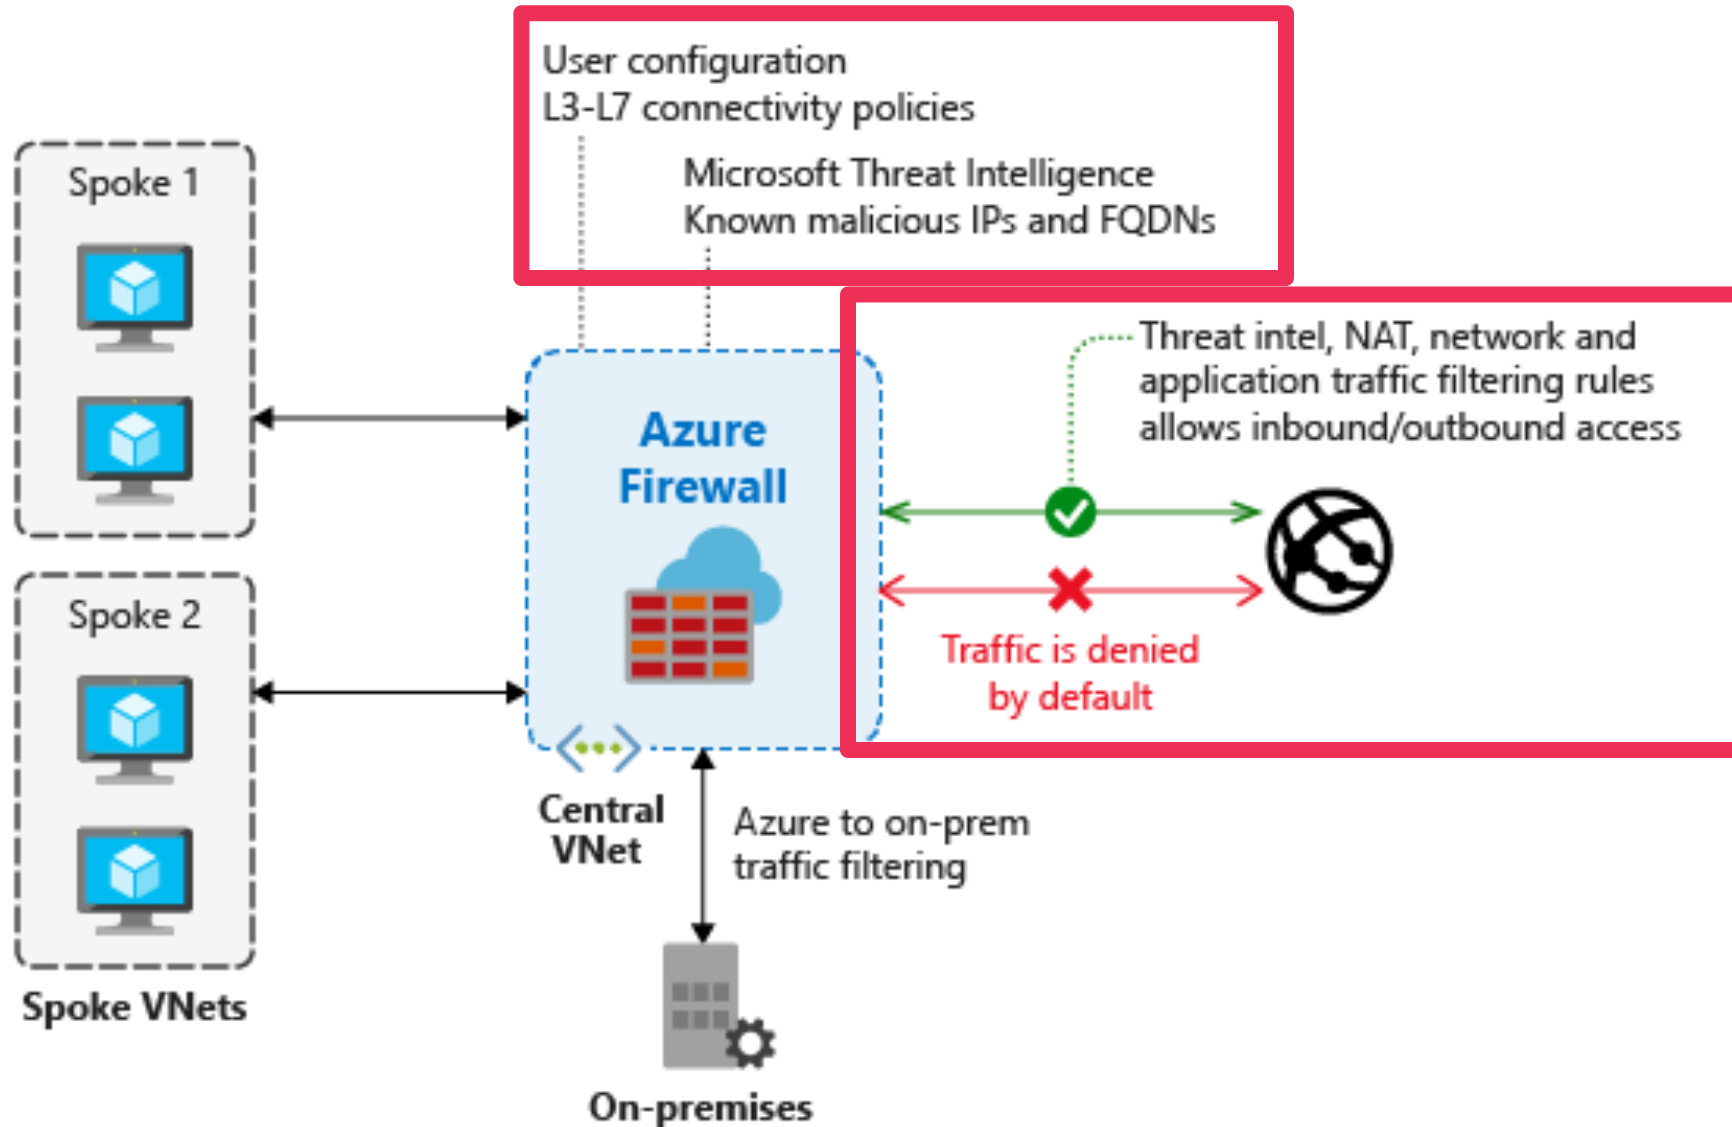 User configuration
L3-L7 connectivity policies
Microsoft Threat Intelligence
Known malicious IPs and FQDNs
Spoke 1
Threat intel, NAT, network and
application traffic filtering rules
allows inbound/outbound access
Azure
Firewall
Spoke 2
Traffic is denied
by default
Central
VNet
Azure to on-prem
traffic filtering
Spoke VNets
On-premises